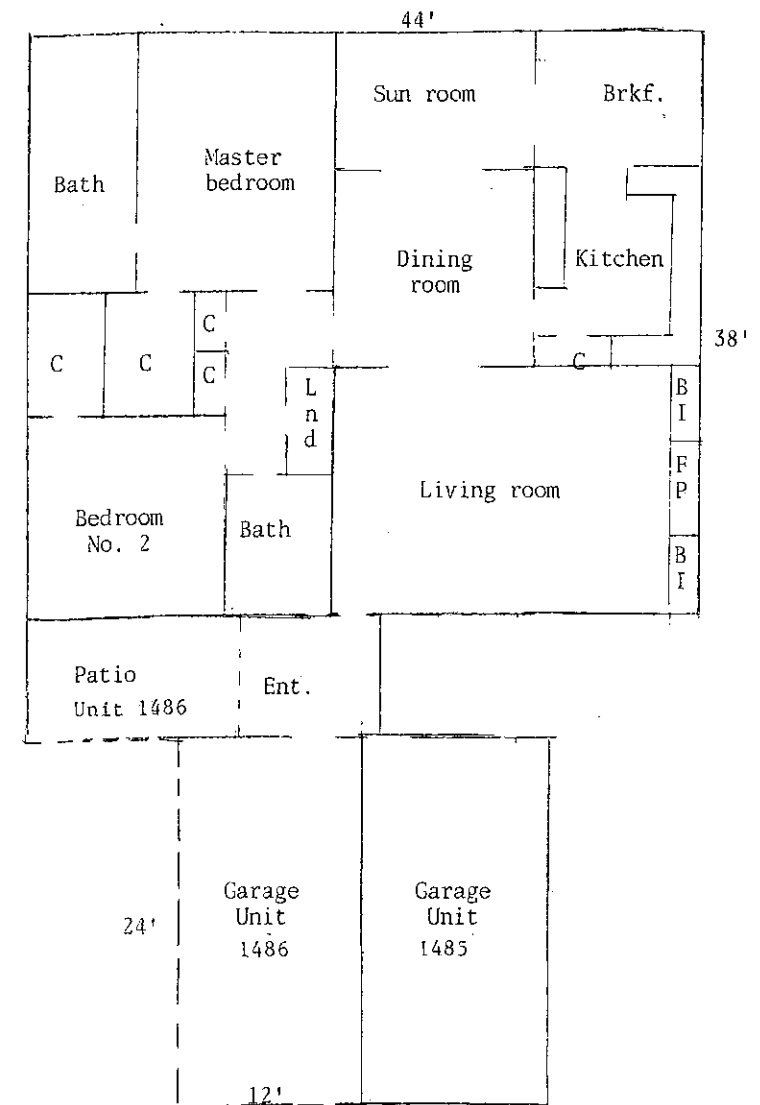 44'
Sun room
Brkf.
Master
bedroom
Bath
Dining
room
Kitchen
C
C
C
C
C
38'
L
n
d
B
I
F
P
B
I
Living room
Bedroom
No. 2
Bath
Patio
Unit 1486
Ent.
Garage
Unit
1486
Garage
Unit
1485
24'
12'